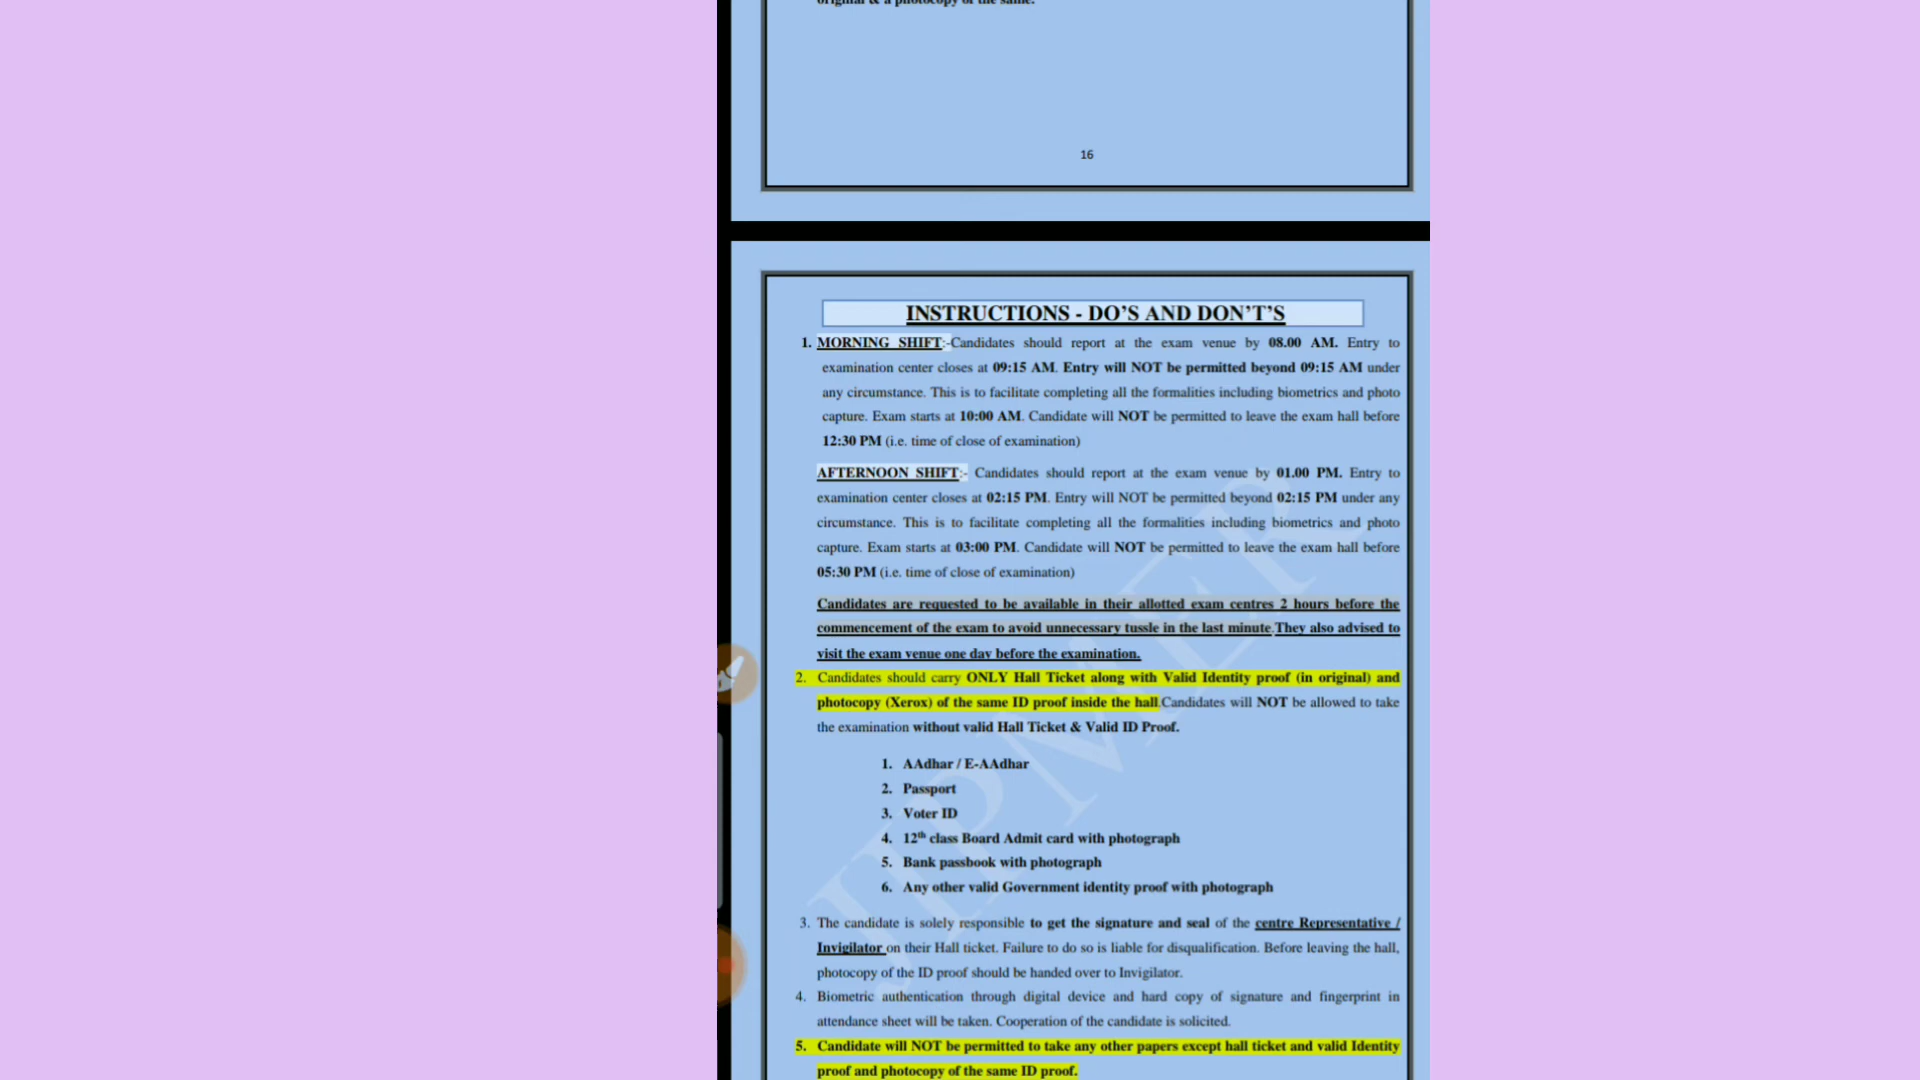 original & a photocopy of the same.
16
INSTRUCTIONS - DO’S AND DON’T’S
1. MORNING SHIFT:-Candidates should report at the exam venue by 08.00 AM. Entry to
examination center closes at 09:15 AM. Entry will NOT be permitted beyond 09:15 AM under
any circumstance. This is to facilitate completing all the formalities including biometrics and photo
capture. Exam starts at 10:00 AM. Candidate will NOT be permitted to leave the exam hall before
12:30 PM (i.e. time of close of examination)
AFTERNOON SHIFT:- Candidates should report at the exam venue by 01.00 PM. Entry to
examination center closes at 02:15 PM. Entry will NOT be permitted beyond 02:15 PM under any
circumstance. This is to facilitate completing all the formalities including biometrics and photo
capture. Exam starts at 03:00 PM. Candidate will NOT be permitted to leave the exam hall before
05:30 PM (i.e. time of close of examination)
Candidates are requested to be available in their allotted exam centres 2 hours before the
commencement of the exam to avoid unnecessary tussle in the last minute.They also advised to
visit the exam venue one day before the examination.
2. Candidates should carry ONLY Hall Ticket along with Valid Identity proof (in original) and
photocopy (Xerox) of the same ID proof inside the hall.Candidates will NOT be allowed to take
the examination without valid Hall Ticket & Valid ID Proof.
1. AAdhar / E-AAdhar
2. Passport
3. Voter ID
4. 12th class Board Admit card with photograph
5. Bank passbook with photograph
6. Any other valid Government identity proof with photograph
3. The candidate is solely responsible to get the signature and seal of the centre Representative /
Invigilator on their Hall ticket. Failure to do so is liable for disqualification. Before leaving the hall,
photocopy of the ID proof should be handed over to Invigilator.
4. Biometric authentication through digital device and hard copy of signature and fingerprint in
attendance sheet will be taken. Cooperation of the candidate is solicited.
5. Candidate will NOT be permitted to take any other papers except hall ticket and valid Identity
proof and photocopy of the same ID proof.
JIPMER